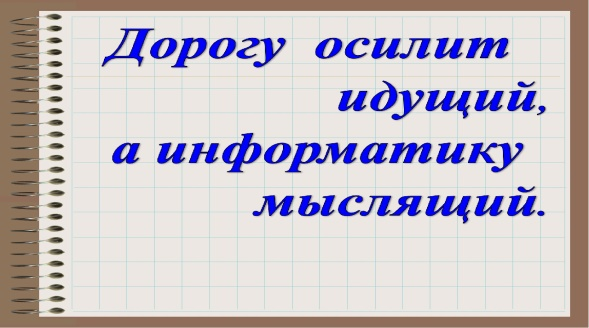 Дорогу осилит
идущий,
а информатику
мыслящий.